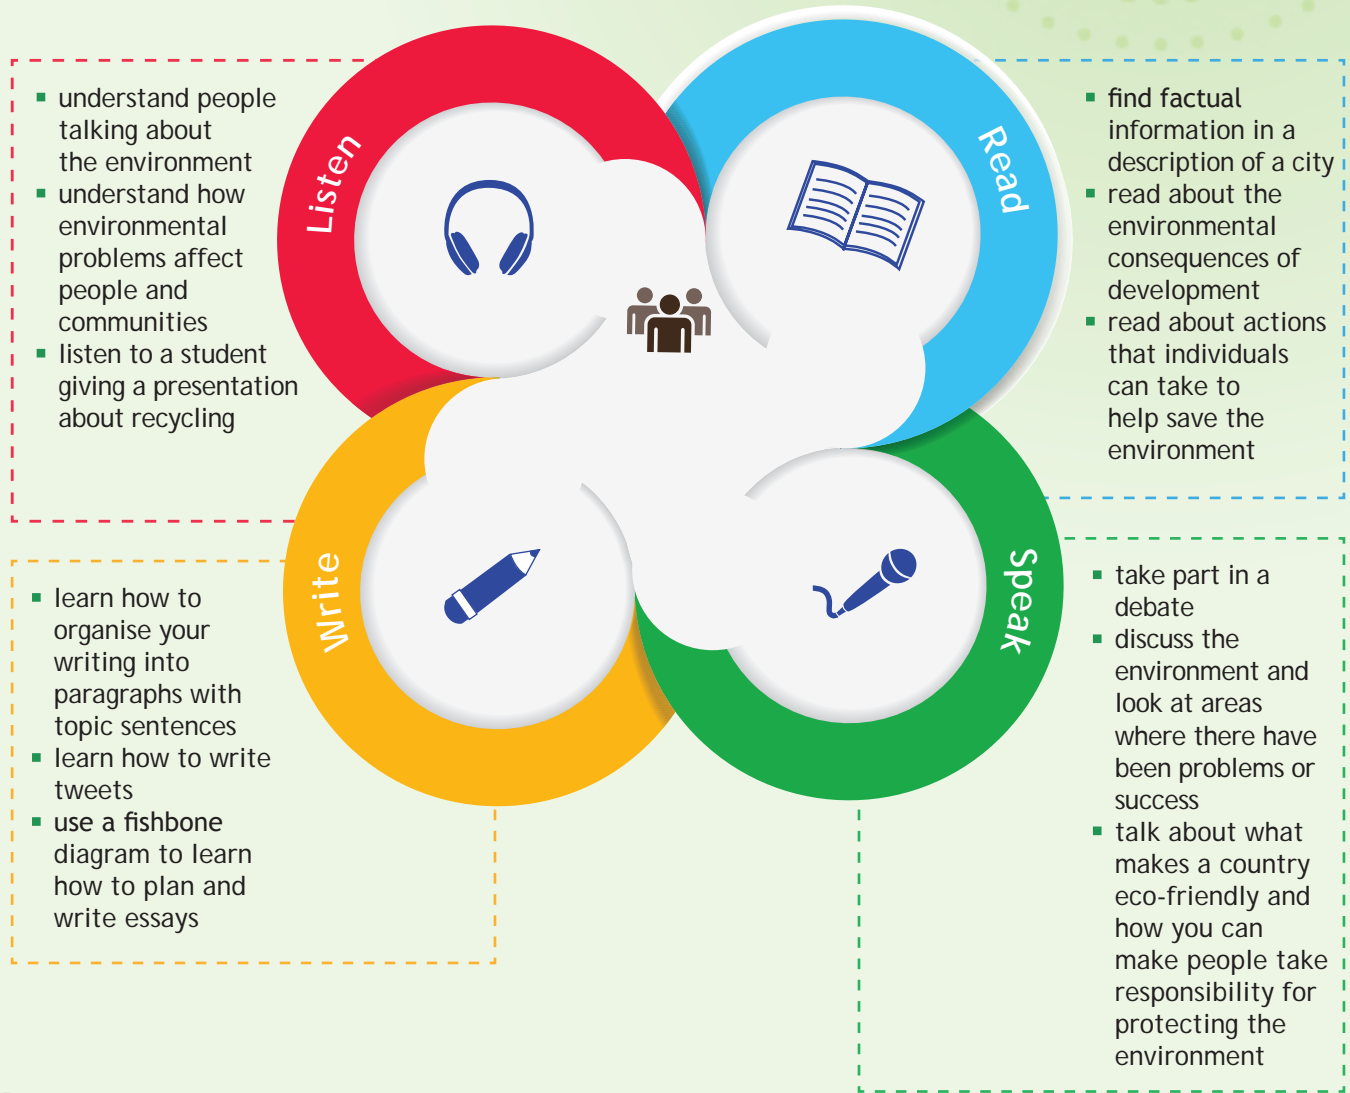 Listen
understand people
talking about
the environment
understand how
environmental
problems affect
people and
communities
listen to a student
giving a presentation
about recycling
Read
find factual
information in a
description of a city
read about the
environmental
consequences of
development
read about actions
that individuals
can take to
help save the
environment
Write
learn how to
organise your
writing into
paragraphs with
topic sentences
learn how to write
tweets
use a fishbone
diagram to learn
how to plan and
write essays
Speak
take part in a
debate
discuss the
environment and
look at areas
where there have
been problems or
success
talk about what
makes a country
eco-friendly and
how you can
make people take
responsibility for
protecting the
environment